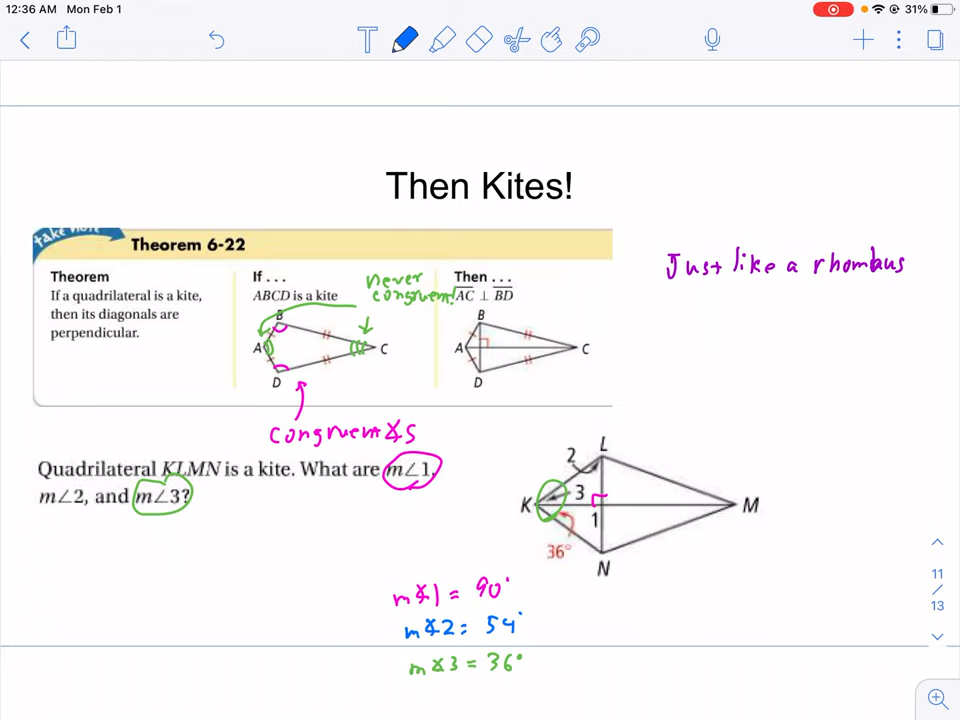 12:36 AM Mon Feb 1
31%
T
Then Kites!
take note
Theorem 6-22
Theorem
If a quadrilateral is a kite,
then its diagonals are
perpendicular.
If . . .
ABCD is a kite
never
congruent!
B
A
C
D
Then . . .
AC ⊥ BD
B
A
C
D
Just like a rhombus
congruent ∡s
Quadrilateral KLMN is a kite. What are m∠1,
m∠2, and m∠3?
L
2
3
K
M
1
36°
N
m∡1 = 90°
m∡2 = 54°
m∡3 = 36°
11
/
13